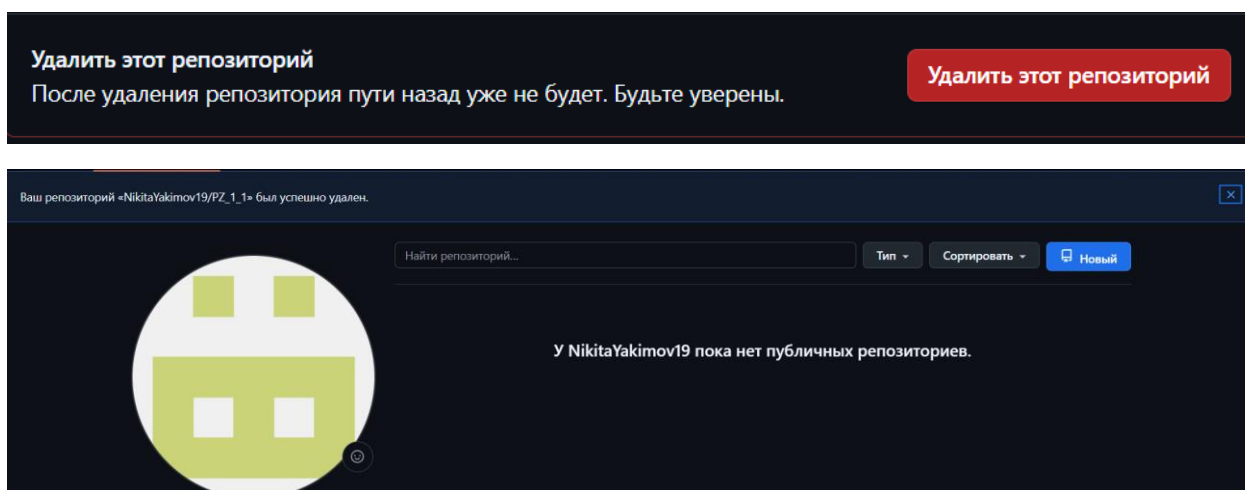 Удалить этот репозиторий
После удаления репозитория пути назад уже не будет. Будьте уверены.
Удалить этот репозиторий
Ваш репозиторий «NikitaYakimov19/PZ_1_1» был успешно удален.
Найти репозиторий...
Тип
Сортировать
Новый
У NikitaYakimov19 пока нет публичных репозиториев.